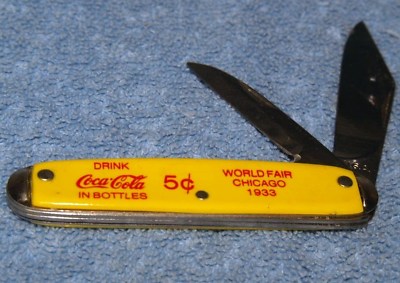 DRINK
Coca-Cola
IN BOTTLES
5¢
WORLD FAIR
CHICAGO
1933